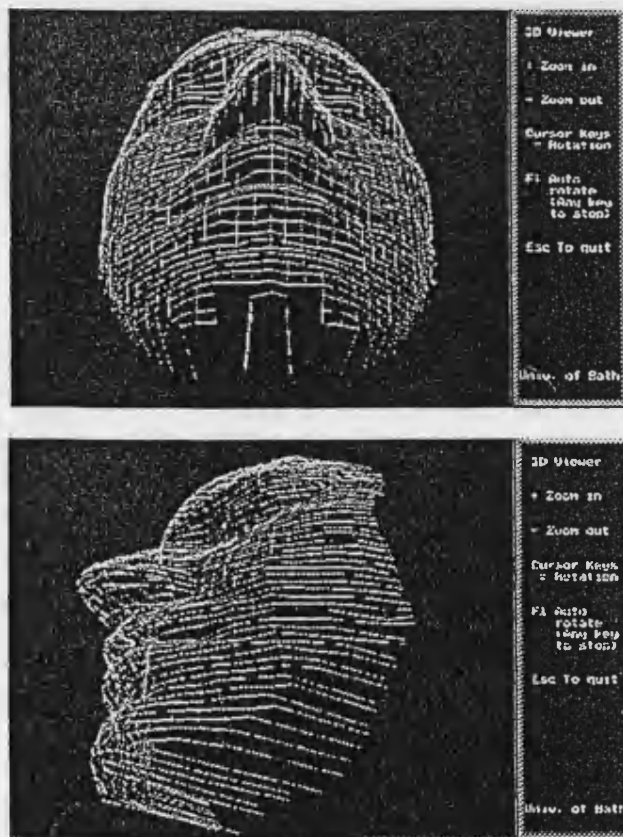 3D Viewer
+ Zoom in
- Zoom out
Cursor Keys
= Rotation
F1 Auto
rotate
(Any key
to stop)
Esc To quit
Univ. of Bath
3D Viewer
+ Zoom in
- Zoom out
Cursor Keys
= Rotation
F1 Auto
rotate
(Any key
to stop)
Esc To quit
Univ. of Bath